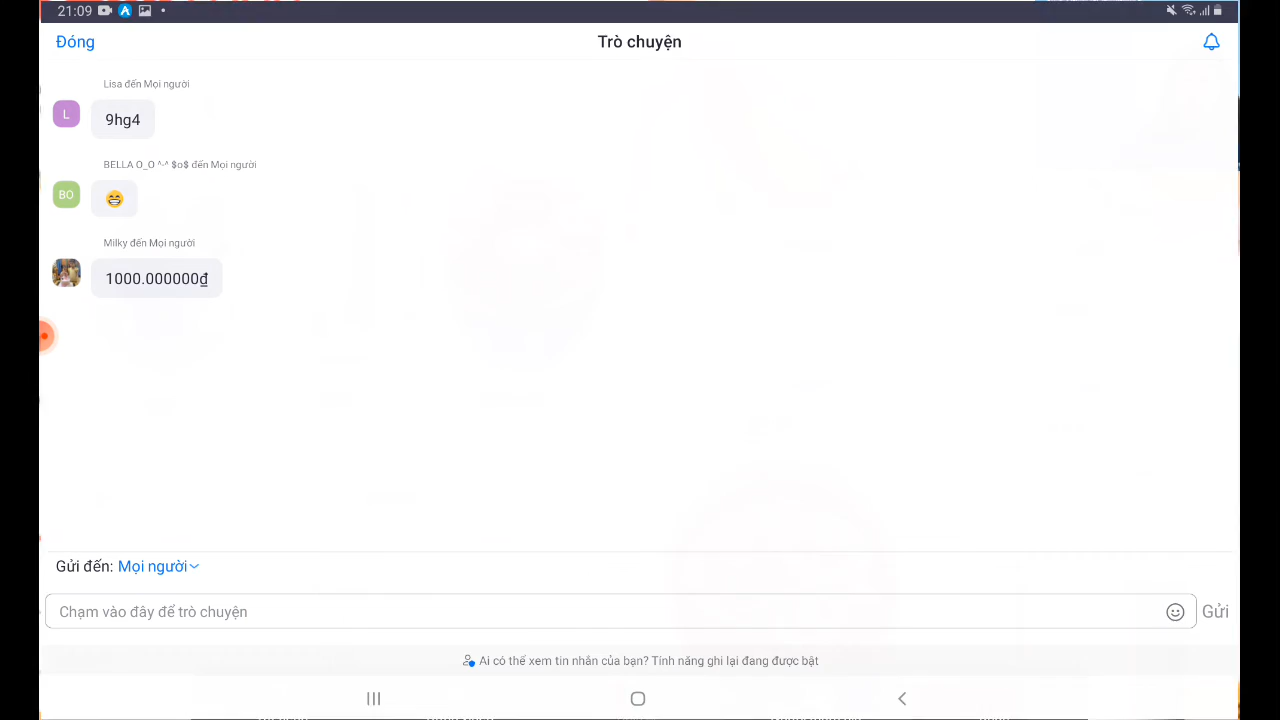 21:09
Đóng
Trò chuyện
Lisa đến Mọi người
L
9hg4
BELLA O_O ^-^ $o$ đến Mọi người
BO
😁
Milky đến Mọi người
1000.000000₫
Gửi đến: Mọi người
Chạm vào đây để trò chuyện
Gửi
Ai có thể xem tin nhắn của bạn? Tính năng ghi lại đang được bật